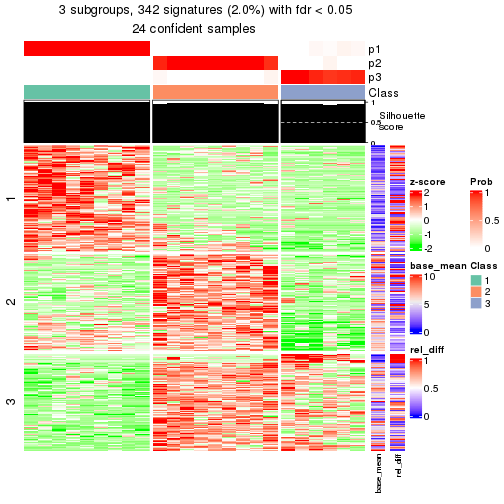 3 subgroups, 342 signatures (2.0%) with fdr < 0.05
24 confident samples
p1
p2
p3
Class
1
0.5
0
Silhouette
score
1
2
3
z-score
2
1
0
-1
-2
Prob
1
0.5
0
base_mean
10
5
0
Class
1
2
3
rel_diff
1
0.5
0
base_mean
rel_diff